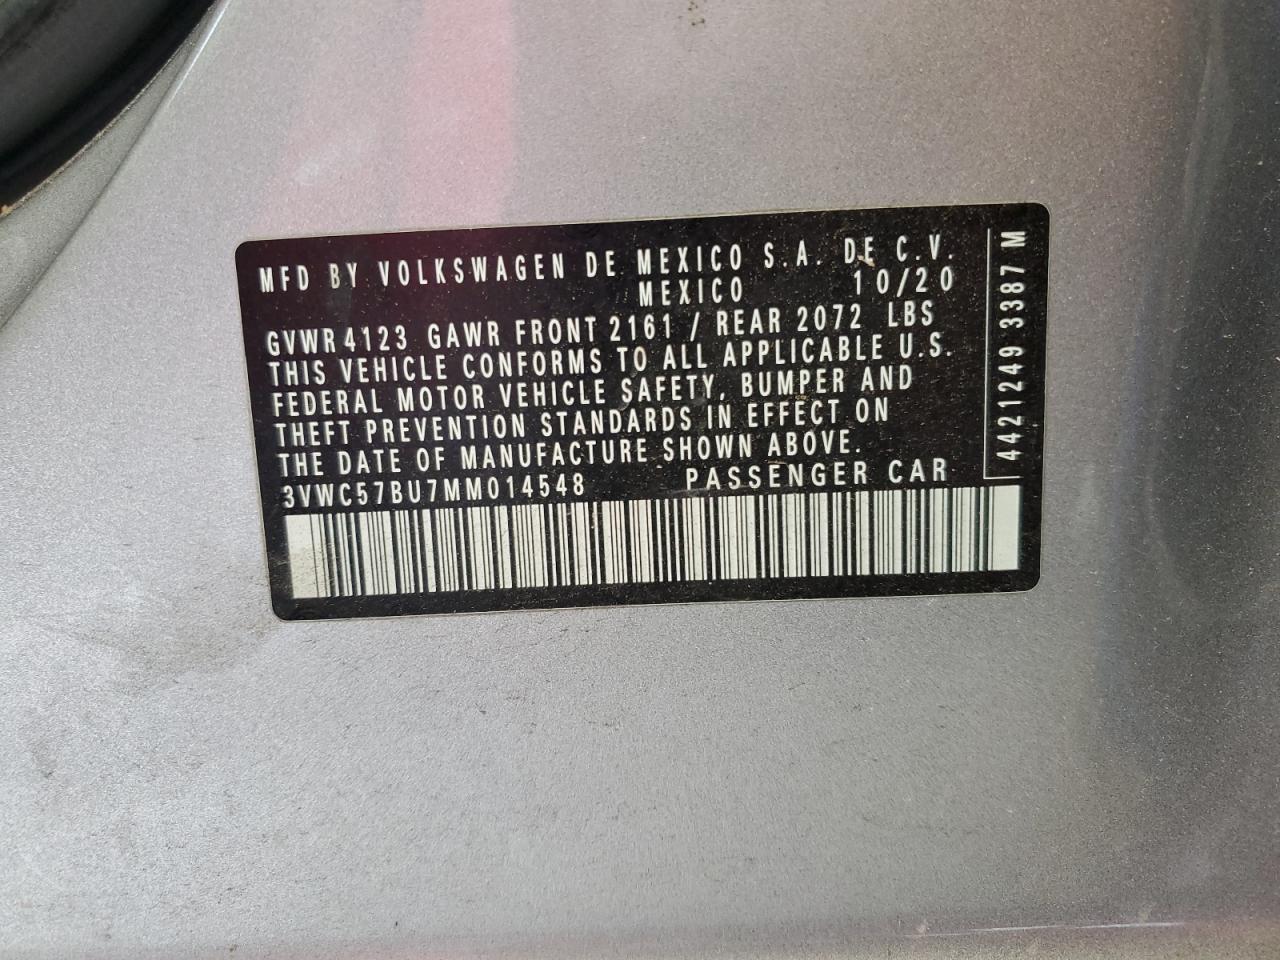 MFD BY VOLKSWAGEN DE MEXICO S.A. DE C.V.
MEXICO 10/20
GVWR 4123 GAWR FRONT 2161 / REAR 2072 LBS
THIS VEHICLE CONFORMS TO ALL APPLICABLE U.S.
FEDERAL MOTOR VEHICLE SAFETY, BUMPER AND
THEFT PREVENTION STANDARDS IN EFFECT ON
THE DATE OF MANUFACTURE SHOWN ABOVE.
3VWC57BU7MM014548 PASSENGER CAR
4421249 3387 M